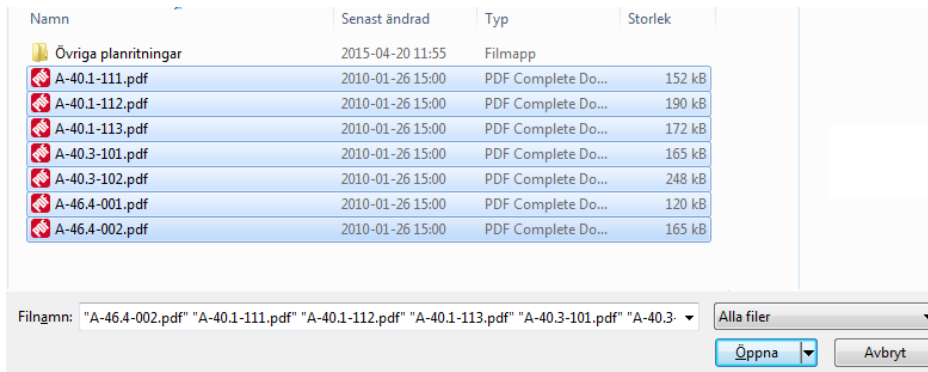 Namn Senast ändrad Typ Storlek
Övriga planritningar 2015-04-20 11:55 Filmapp
A-40.1-111.pdf 2010-01-26 15:00 PDF Complete Do... 152 kB
A-40.1-112.pdf 2010-01-26 15:00 PDF Complete Do... 190 kB
A-40.1-113.pdf 2010-01-26 15:00 PDF Complete Do... 172 kB
A-40.3-101.pdf 2010-01-26 15:00 PDF Complete Do... 165 kB
A-40.3-102.pdf 2010-01-26 15:00 PDF Complete Do... 248 kB
A-46.4-001.pdf 2010-01-26 15:00 PDF Complete Do... 120 kB
A-46.4-002.pdf 2010-01-26 15:00 PDF Complete Do... 165 kB
Filnamn: "A-46.4-002.pdf" "A-40.1-111.pdf" "A-40.1-112.pdf" "A-40.1-113.pdf" "A-40.3-101.pdf" "A-40.3- Alla filer
Öppna Avbryt